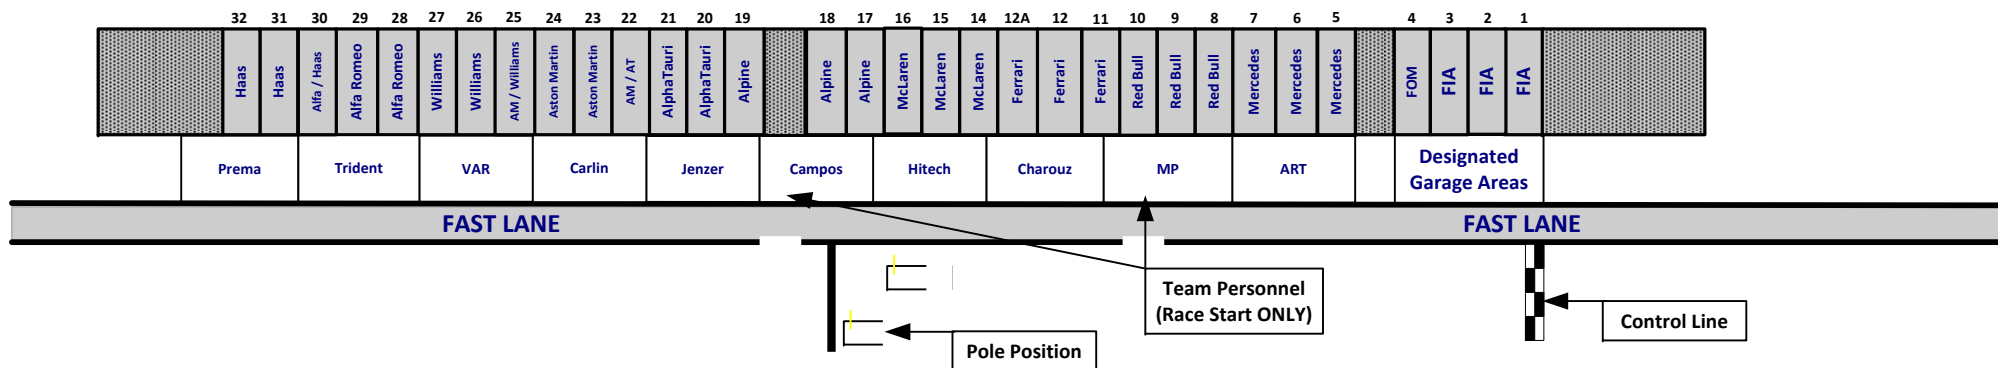 32 31 30 29 28 27 26 25 24 23 22 21 20 19 18 17 16 15 14 12A 12 11 10 9 8 7 6 5 4 3 2 1
Haas
Haas
Alfa / Haas
Alfa Romeo
Alfa Romeo
Williams
Williams
AM / Williams
Aston Martin
Aston Martin
AM / AT
AlphaTauri
AlphaTauri
Alpine
Alpine
Alpine
McLaren
McLaren
McLaren
Ferrari
Ferrari
Ferrari
Red Bull
Red Bull
Red Bull
Mercedes
Mercedes
Mercedes
FOM
FIA
FIA
FIA
Prema
Trident
VAR
Carlin
Jenzer
Campos
Hitech
Charouz
MP
ART
Designated
Garage Areas
FAST LANE
FAST LANE
Team Personnel
(Race Start ONLY)
Control Line
Pole Position